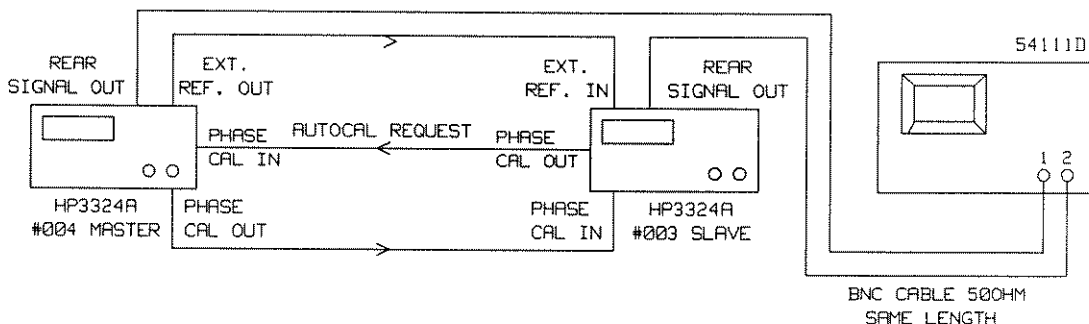 54111D
REAR
SIGNAL OUT
EXT.
REF. OUT
EXT.
REF. IN
REAR
SIGNAL OUT
PHASE
CAL IN
AUTOCAL REQUEST
PHASE
CAL OUT
1 2
HP3324A
#004 MASTER
PHASE
CAL OUT
PHASE
CAL IN
HP3324A
#003 SLAVE
BNC CABLE 50OHM
SAME LENGTH